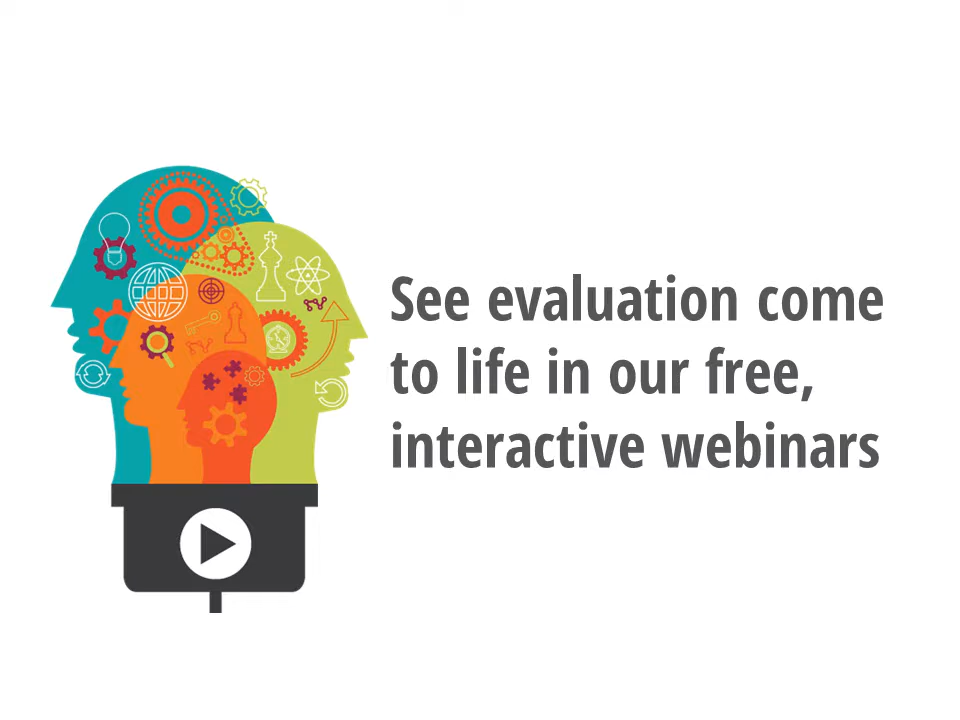 See evaluation come
to life in our free,
interactive webinars